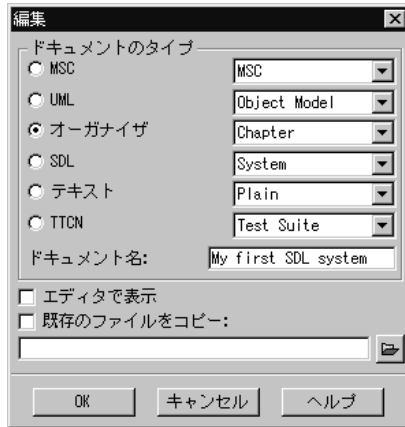 編集
ドキュメントのタイプ
MSC MSC
UML Object Model
オーガナイザ Chapter
SDL System
テキスト Plain
TTCN Test Suite
ドキュメント名: My first SDL system
エディタで表示
既存のファイルをコピー:
OK キャンセル ヘルプ